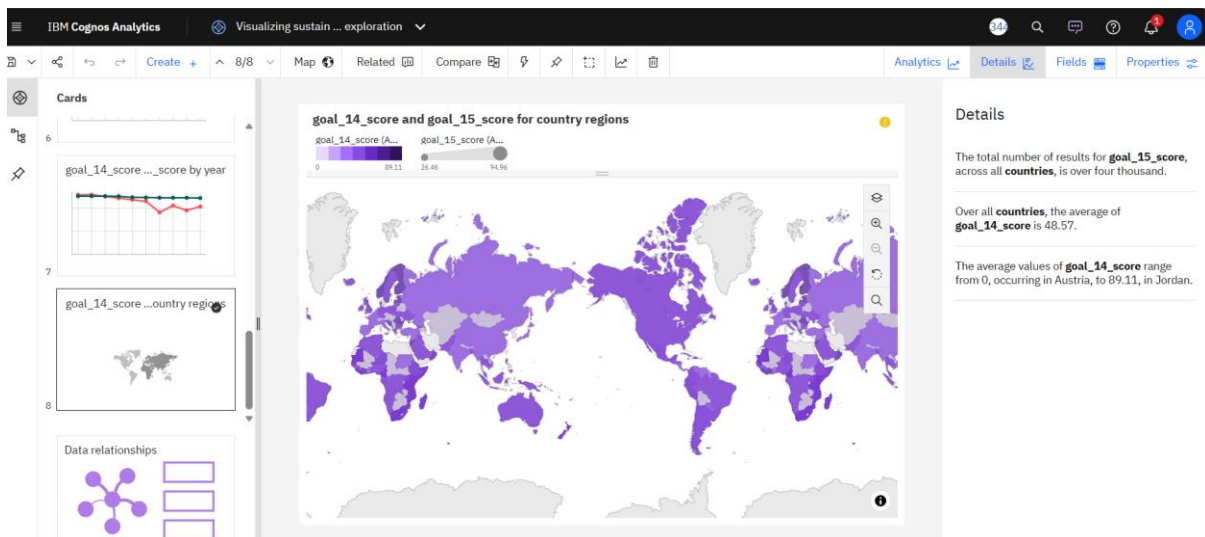 IBM Cognos Analytics
Visualizing sustain ... exploration
344
1
Create +
8/8
Map
Related
Compare
Analytics
Details
Fields
Properties
Cards
6
goal_14_score ..._score by year
7
goal_14_score ...ountry regions
8
Data relationships
goal_14_score and goal_15_score for country regions
goal_14_score (A...
goal_15_score (A...
0
89.11
26.46
94.96
Details
The total number of results for goal_15_score,
across all countries, is over four thousand.
Over all countries, the average of
goal_14_score is 48.57.
The average values of goal_14_score range
from 0, occurring in Austria, to 89.11, in Jordan.